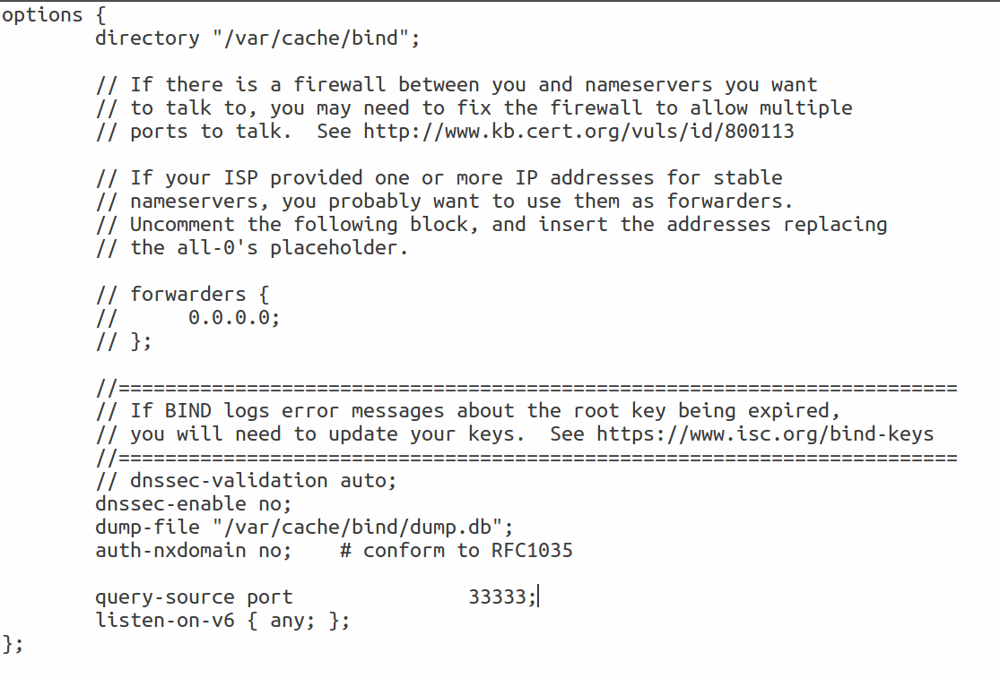 options {
        directory "/var/cache/bind";

        // If there is a firewall between you and nameservers you want
        // to talk to, you may need to fix the firewall to allow multiple
        // ports to talk.  See http://www.kb.cert.org/vuls/id/800113

        // If your ISP provided one or more IP addresses for stable
        // nameservers, you probably want to use them as forwarders.
        // Uncomment the following block, and insert the addresses replacing
        // the all-0's placeholder.

        // forwarders {
        //      0.0.0.0;
        // };

        //========================================================================
        // If BIND logs error messages about the root key being expired,
        // you will need to update your keys.  See https://www.isc.org/bind-keys
        //========================================================================
        // dnssec-validation auto;
        dnssec-enable no;
        dump-file "/var/cache/bind/dump.db";
        auth-nxdomain no;    # conform to RFC1035

        query-source port               33333;
        listen-on-v6 { any; };
};